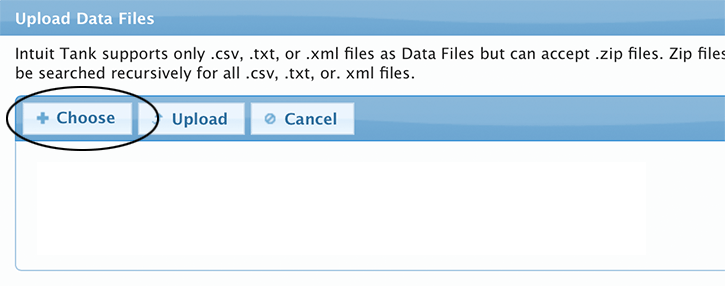 Upload Data Files
Intuit Tank supports only .csv, .txt, or .xml files as Data Files but can accept .zip files. Zip files
be searched recursively for all .csv, .txt, or. xml files.
Choose Upload Cancel